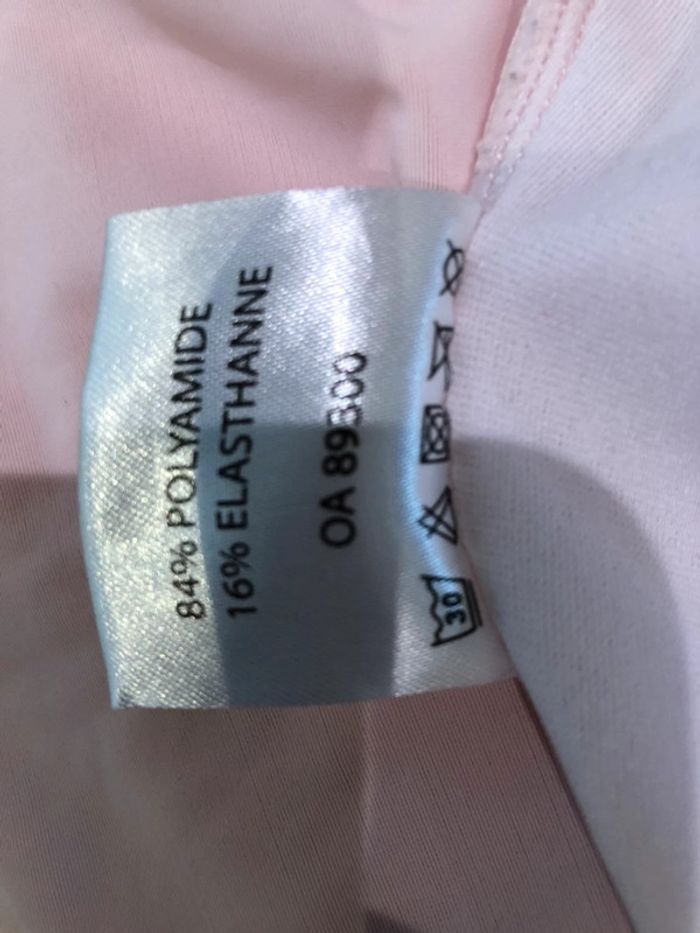 84% POLYAMIDE
16% ELASTHANNE
OA 89300
30